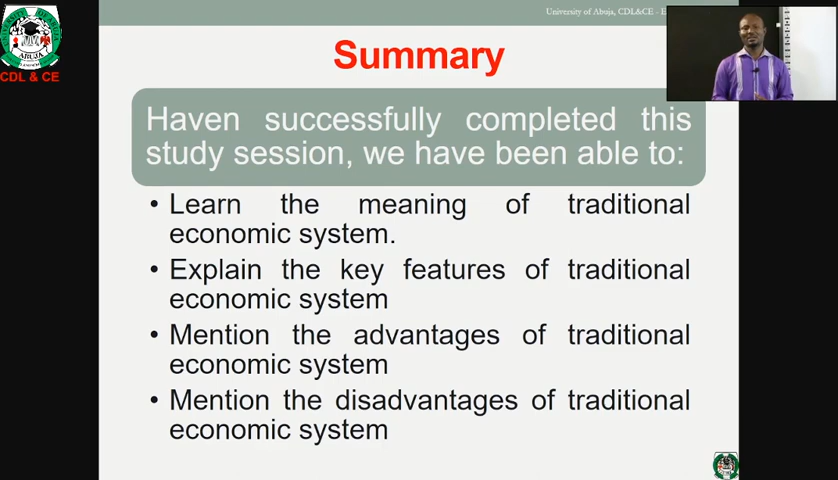 University of Abuja, CDL&CE - E
CDL & CE
Summary
Haven successfully completed this
study session, we have been able to:
• Learn the meaning of traditional
economic system.
• Explain the key features of traditional
economic system
• Mention the advantages of traditional
economic system
• Mention the disadvantages of traditional
economic system